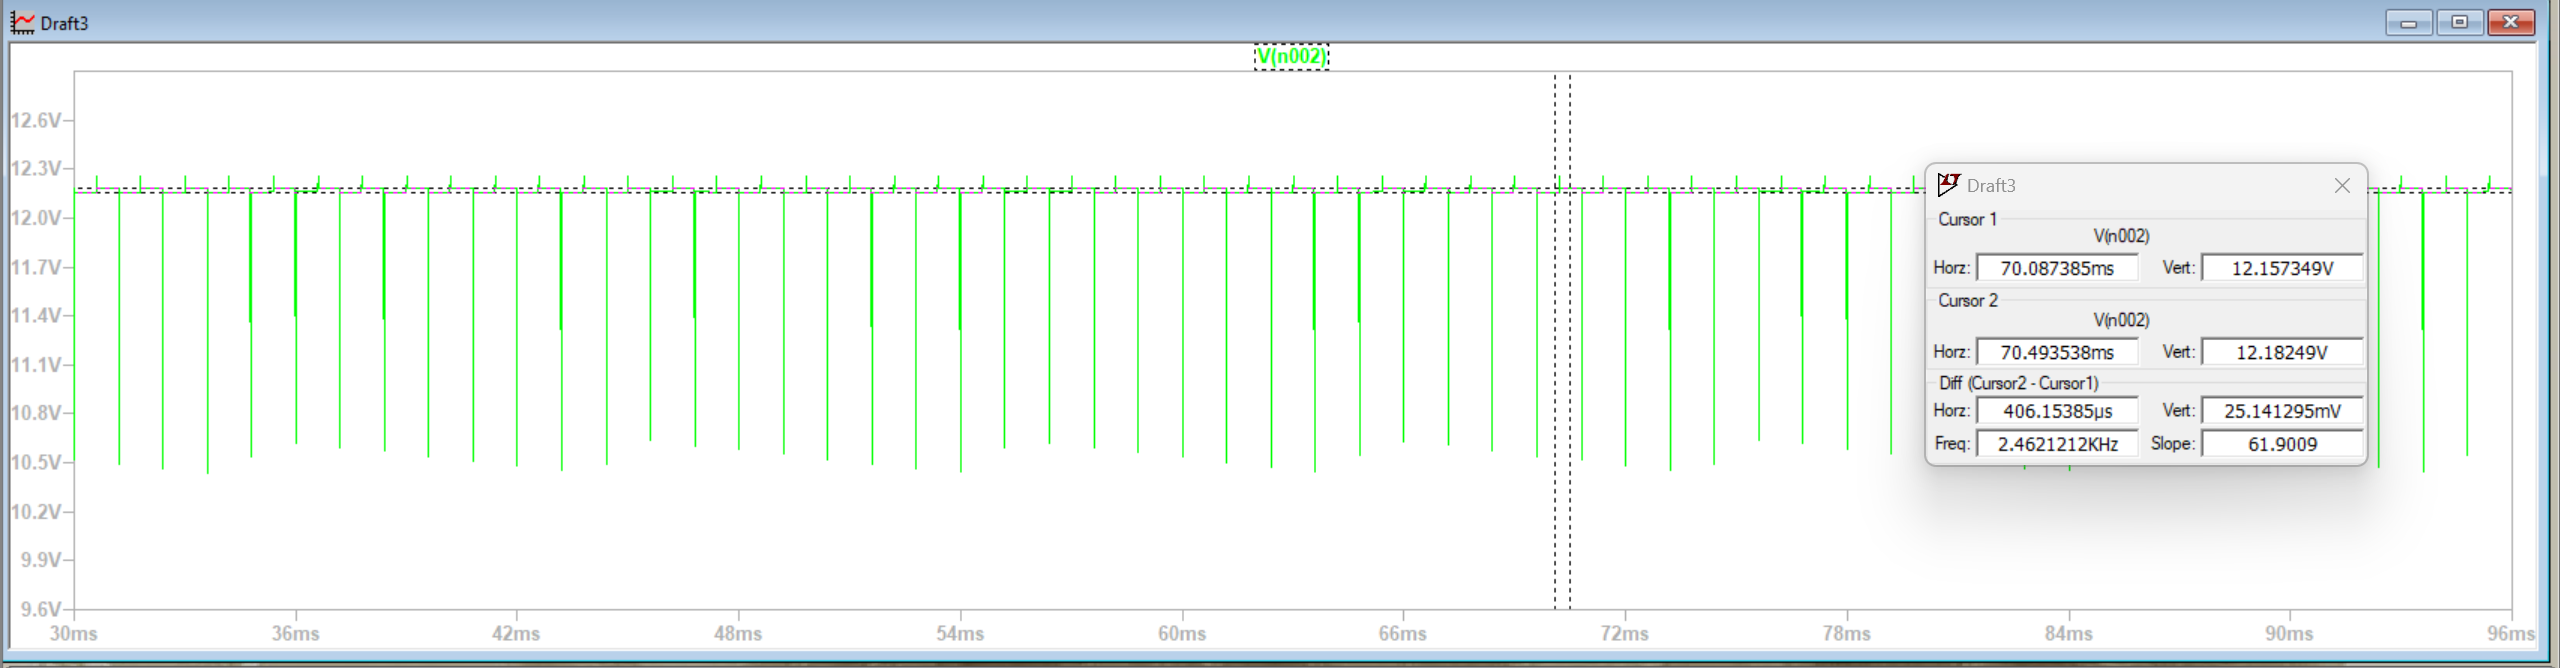 Draft3
V(n002)
12.6V
12.3V
12.0V
11.7V
11.4V
11.1V
10.8V
10.5V
10.2V
9.9V
9.6V
30ms 36ms 42ms 48ms 54ms 60ms 66ms 72ms 78ms 84ms 90ms 96ms
Draft3
Cursor 1
V(n002)
Horz: 70.087385ms Vert: 12.157349V
Cursor 2
V(n002)
Horz: 70.493538ms Vert: 12.18249V
Diff (Cursor2 - Cursor1)
Horz: 406.15385µs Vert: 25.141295mV
Freq: 2.4621212KHz Slope: 61.9009